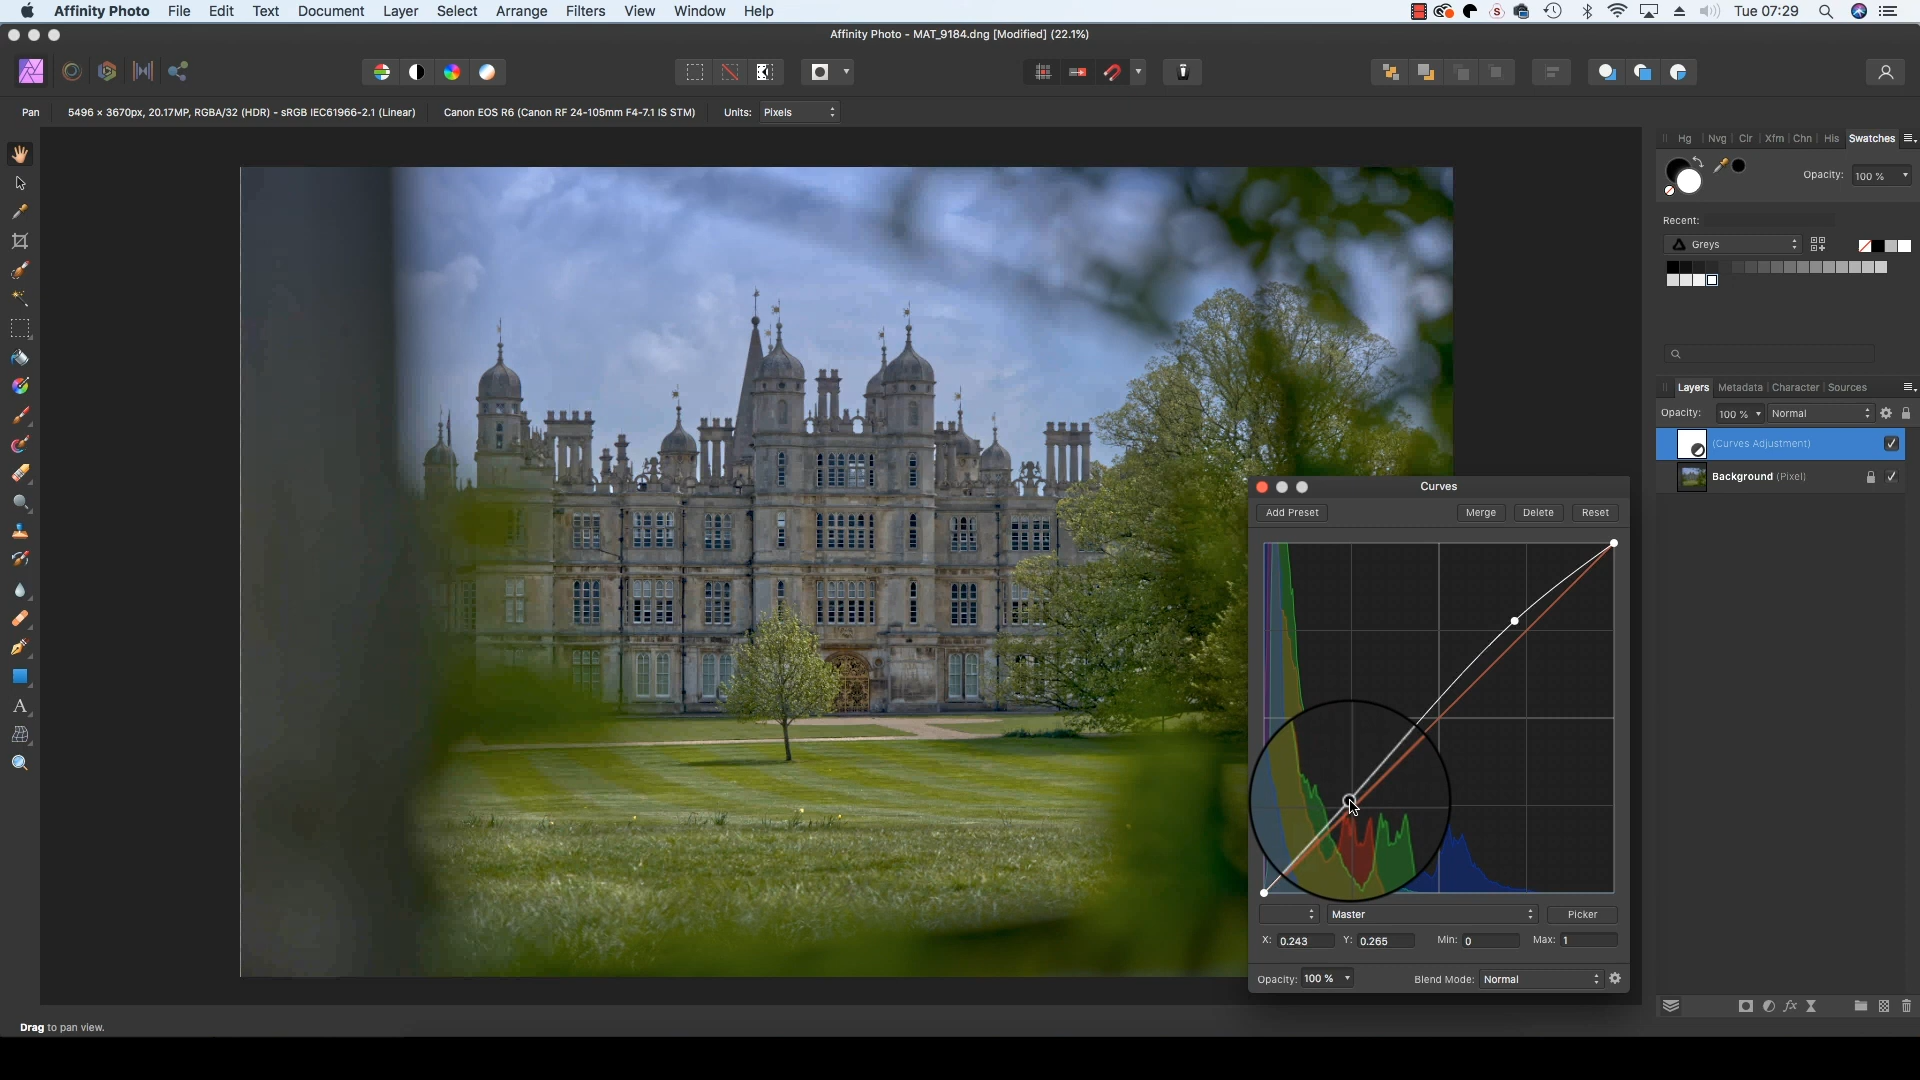 Affinity Photo File Edit Text Document Layer Select Arrange Filters View Window Help Tue 07:29
Affinity Photo - MAT_9184.dng [Modified] (22.1%)
Pan 5496 × 3670px, 20.17MP, RGBA/32 (HDR) - sRGB IEC61966-2.1 (Linear) Canon EOS R6 (Canon RF 24-105mm F4-7.1 IS STM) Units: Pixels
Hg Nvg Clr Xfm Chn His Swatches
Opacity: 100 %
Recent:
Greys
Layers Metadata Character Sources
Opacity: 100 % Normal
(Curves Adjustment)
Background (Pixel)
Curves
Add Preset Merge Delete Reset
Master Picker
X: 0.243 Y: 0.265 Min: 0 Max: 1
Opacity: 100 % Blend Mode: Normal
Drag to pan view.